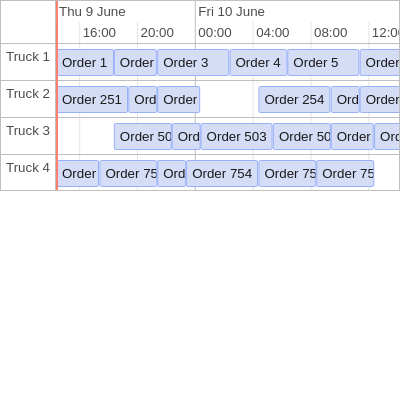 Thu 9 June Fri 10 June
16:00 20:00 00:00 04:00 08:00 12:00
Truck 1 Order 1 Order Order 3 Order 4 Order 5 Order
Truck 2 Order 251 Ord Order Order 254 Ord Order
Truck 3 Order 50 Ord Order 503 Order 50 Order Ord
Truck 4 Order Order 75 Ord Order 754 Order 75 Order 75